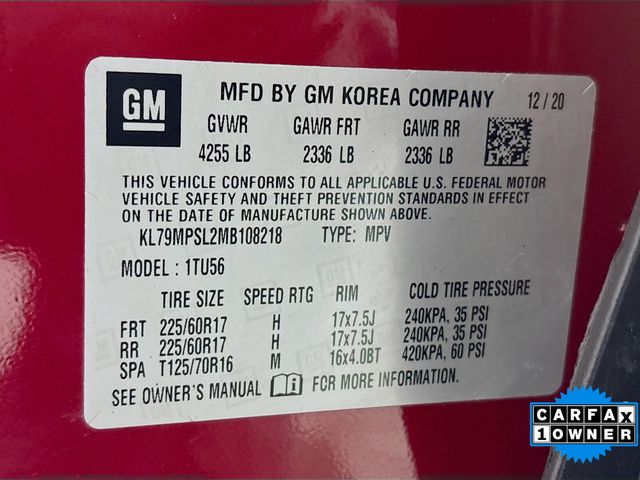 GM MFD BY GM KOREA COMPANY 12/20
GVWR GAWR FRT GAWR RR
4255 LB 2336 LB 2336 LB
THIS VEHICLE CONFORMS TO ALL APPLICABLE U.S. FEDERAL MOTOR
VEHICLE SAFETY AND THEFT PREVENTION STANDARDS IN EFFECT ON
THE DATE OF MANUFACTURE SHOWN ABOVE.
KL79MPSL2MB108218 TYPE: MPV
MODEL : 1TU56
TIRE SIZE SPEED RTG RIM COLD TIRE PRESSURE
FRT 225/60R17 H 17x7.5J 240KPA, 35 PSI
RR 225/60R17 H 17x7.5J 240KPA, 35 PSI
SPA T125/70R16 M 16x4.0BT 420KPA, 60 PSI
SEE OWNER'S MANUAL FOR MORE INFORMATION.
CARFAX
1 OWNER